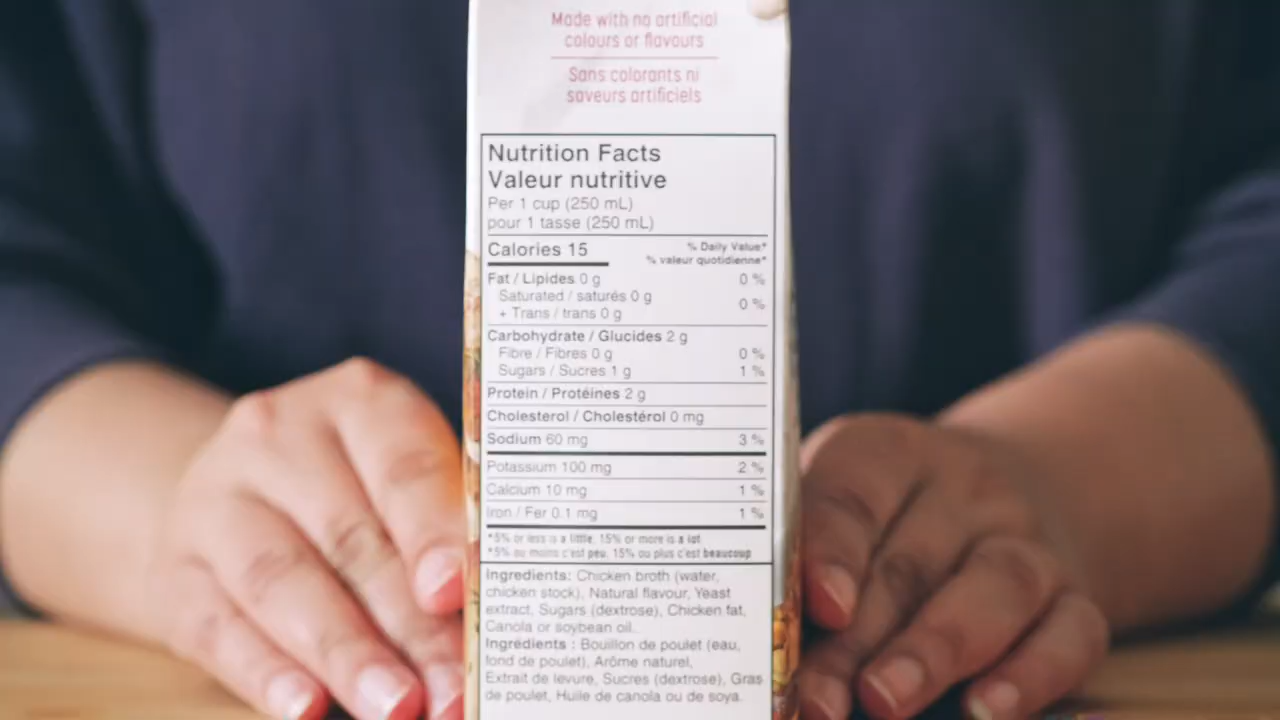 Made with no artificial
colours or flavours
Sans colorants ni
saveurs artificiels
Nutrition Facts
Valeur nutritive
Per 1 cup (250 mL)
pour 1 tasse (250 mL)
Calories 15
% Daily Value*
% valeur quotidienne*
Fat / Lipides 0 g 0 %
Saturated / saturés 0 g
+ Trans / trans 0 g 0 %
Carbohydrate / Glucides 2 g
Fibre / Fibres 0 g 0 %
Sugars / Sucres 1 g 1 %
Protein / Protéines 2 g
Cholesterol / Cholestérol 0 mg
Sodium 60 mg 3 %
Potassium 100 mg 2 %
Calcium 10 mg 1 %
Iron / Fer 0.1 mg 1 %
*5% or less is a little, 15% or more is a lot
*5% ou moins c'est peu, 15% ou plus c'est beaucoup
Ingredients: Chicken broth (water,
chicken stock), Natural flavour, Yeast
extract, Sugars (dextrose), Chicken fat,
Canola or soybean oil.
Ingrédients : Bouillon de poulet (eau,
fond de poulet), Arôme naturel,
Extrait de levure, Sucres (dextrose), Gras
de poulet, Huile de canola ou de soya.